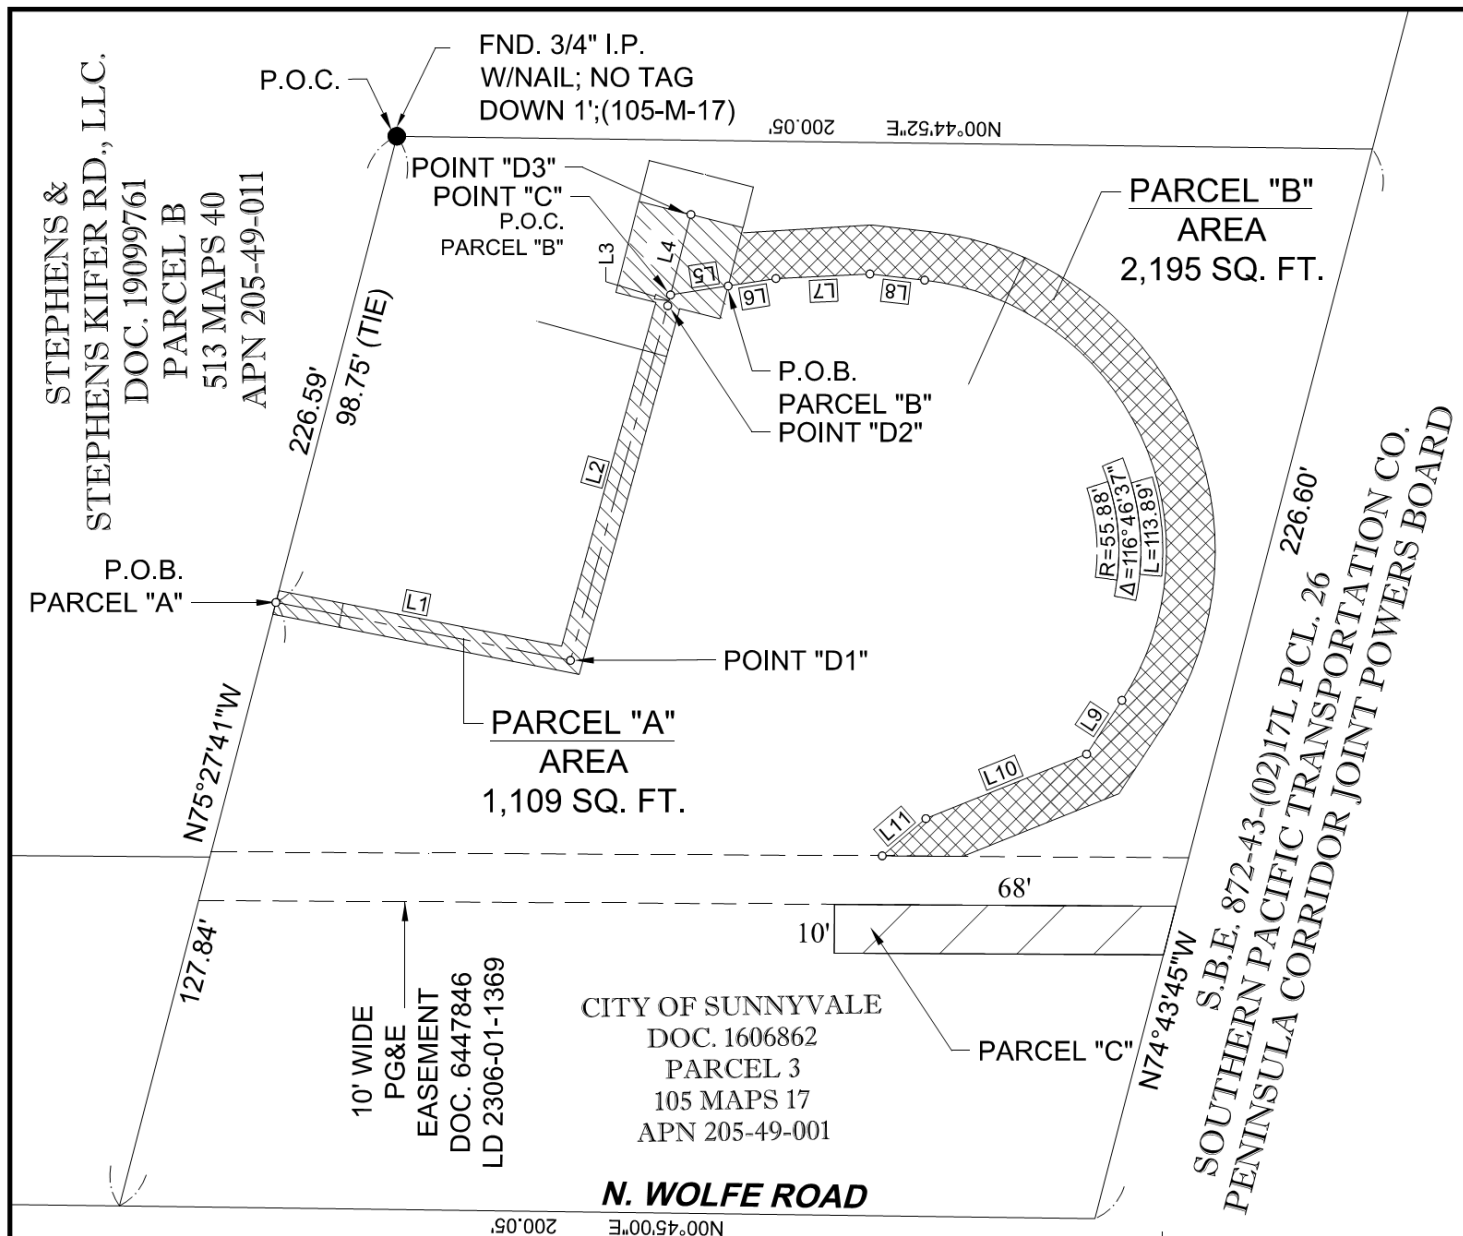 FND. 3/4" I.P.
W/NAIL; NO TAG
DOWN 1';(105-M-17)
P.O.C.
200.05'
N00°44'52"E
STEPHENS &
STEPHENS KIFER RD., LLC.
DOC. 19099761
PARCEL B
513 MAPS 40
APN 205-49-011
POINT "D3"
POINT "C"
P.O.C.
PARCEL "B"
L3
L4
L5
L6
L7
L8
PARCEL "B"
AREA
2,195 SQ. FT.
226.59'
98.75' (TIE)
P.O.B.
PARCEL "B"
POINT "D2"
L2
R=55.88'
Δ=116°46'37"
L=113.89'
226.60'
P.O.B.
PARCEL "A"
L1
POINT "D1"
PARCEL "A"
AREA
1,109 SQ. FT.
L9
L10
L11
N75°27'41"W
127.84'
68'
10'
10' WIDE
PG&E
EASEMENT
DOC. 6447846
LD 2306-01-1369
CITY OF SUNNYVALE
DOC. 1606862
PARCEL 3
105 MAPS 17
APN 205-49-001
PARCEL "C"
N74°43'45"W
S.B.E. 872-43-(02)17L PCL. 26
SOUTHERN PACIFIC TRANSPORTATION CO.
PENINSULA CORRIDOR JOINT POWERS BOARD
N. WOLFE ROAD
200.05'
N00°45'00"E